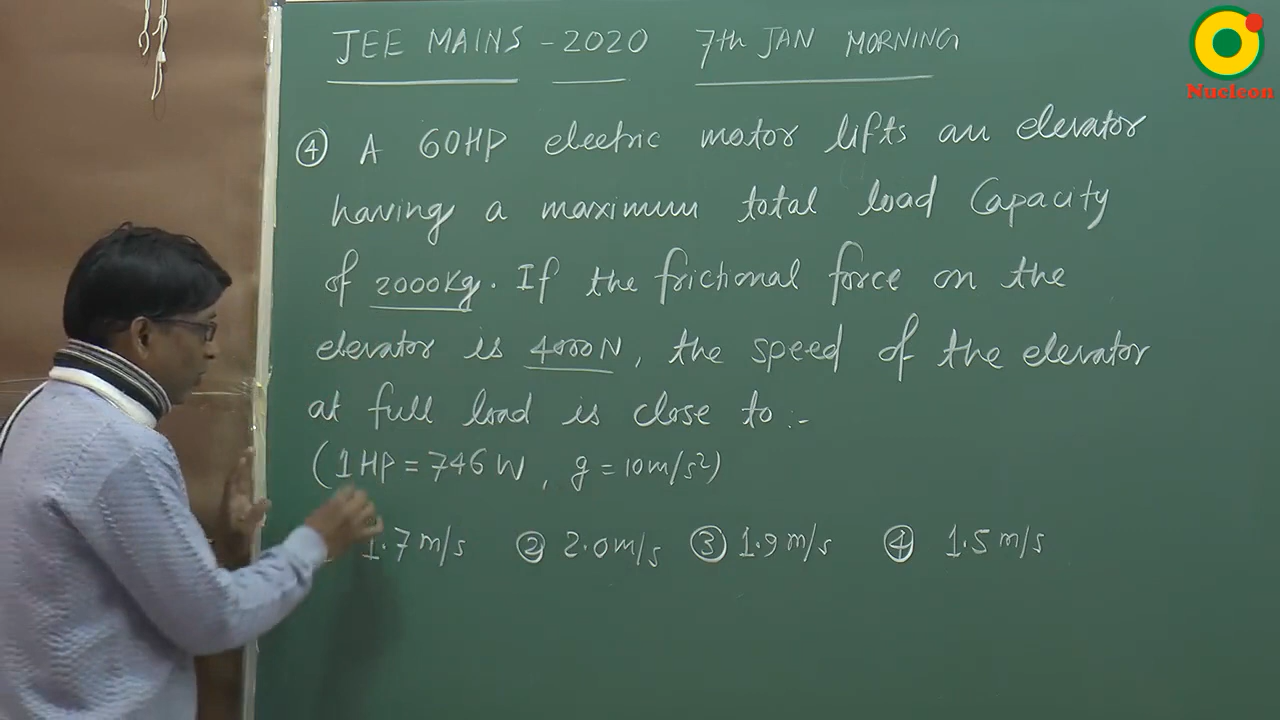 JEE MAINS - 2020 7th JAN MORNING
Nucleon
④ A 60HP electric motor lifts an elevator
having a maximum total load capacity
of 2000kg. If the frictional force on the
elevator is 4000N, the speed of the elevator
at full load is close to :-
(1HP = 746 W, g = 10m/s²)
1.7 m/s ② 2.0m/s ③ 1.9 m/s ④ 1.5 m/s